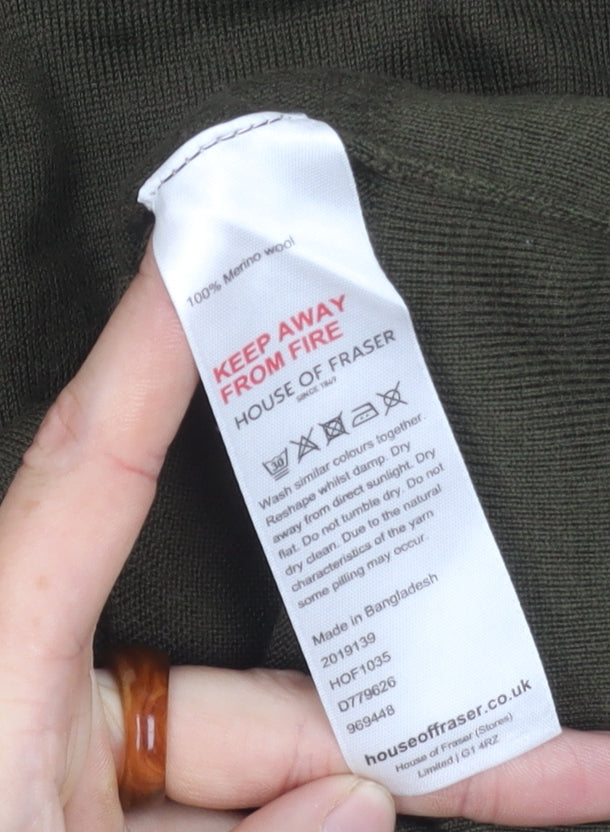 100% Merino wool
KEEP AWAY
FROM FIRE
HOUSE OF FRASER
SINCE 1849
30
Wash similar colours together.
Reshape whilst damp. Dry
away from direct sunlight. Dry
flat. Do not tumble dry. Do not
dry clean. Due to the natural
characteristics of the yarn
some pilling may occur.
Made in Bangladesh
2019139
HOF1035
D779626
969448
houseoffraser.co.uk
House of Fraser (Stores)
Limited | G1 4RZ